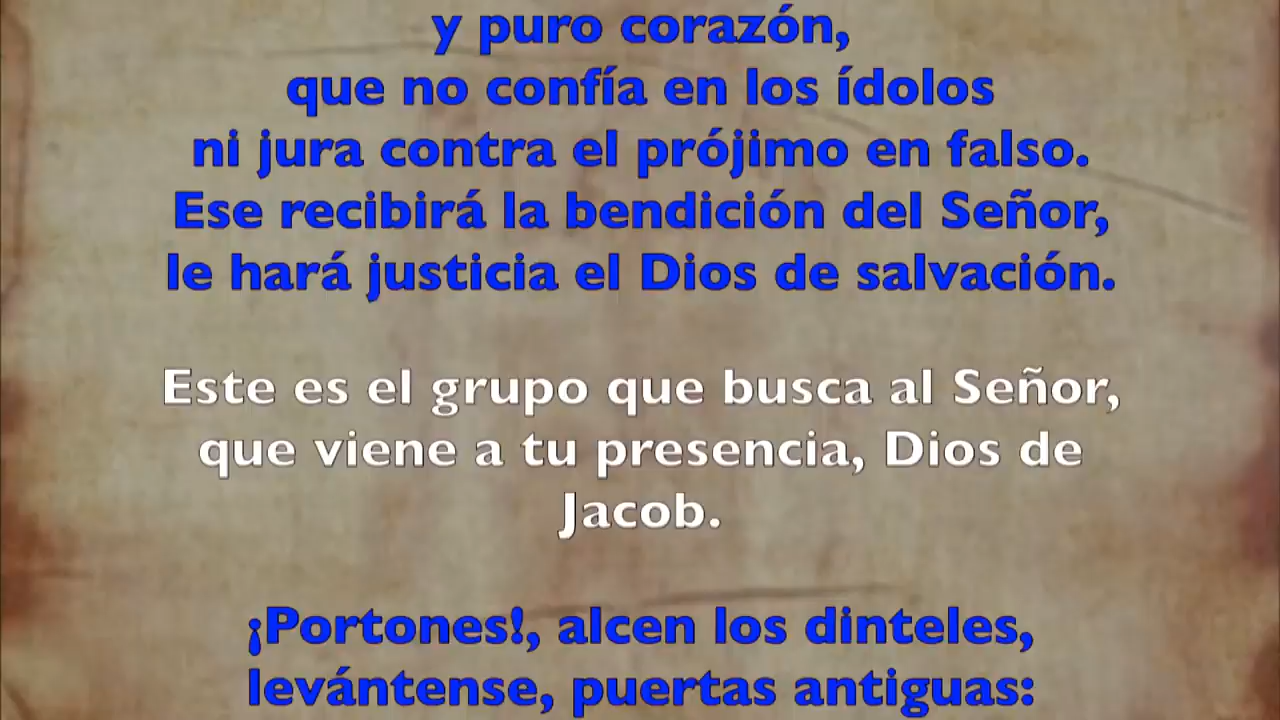 y puro corazón,
que no confía en los ídolos
ni jura contra el prójimo en falso.
Ese recibirá la bendición del Señor,
le hará justicia el Dios de salvación.
Este es el grupo que busca al Señor,
que viene a tu presencia, Dios de
Jacob.
¡Portones!, alcen los dinteles,
levántense, puertas antiguas: